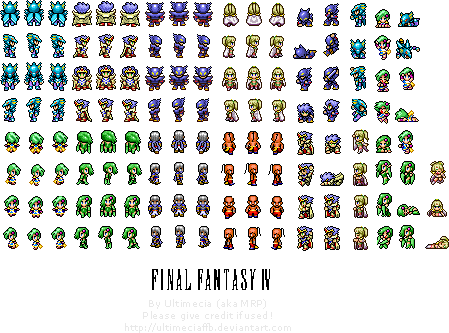 FINAL FANTASY IV
By Ultimecia (aka MRP)
Please give credit if used!
http://ultimeciaffb.deviantart.com